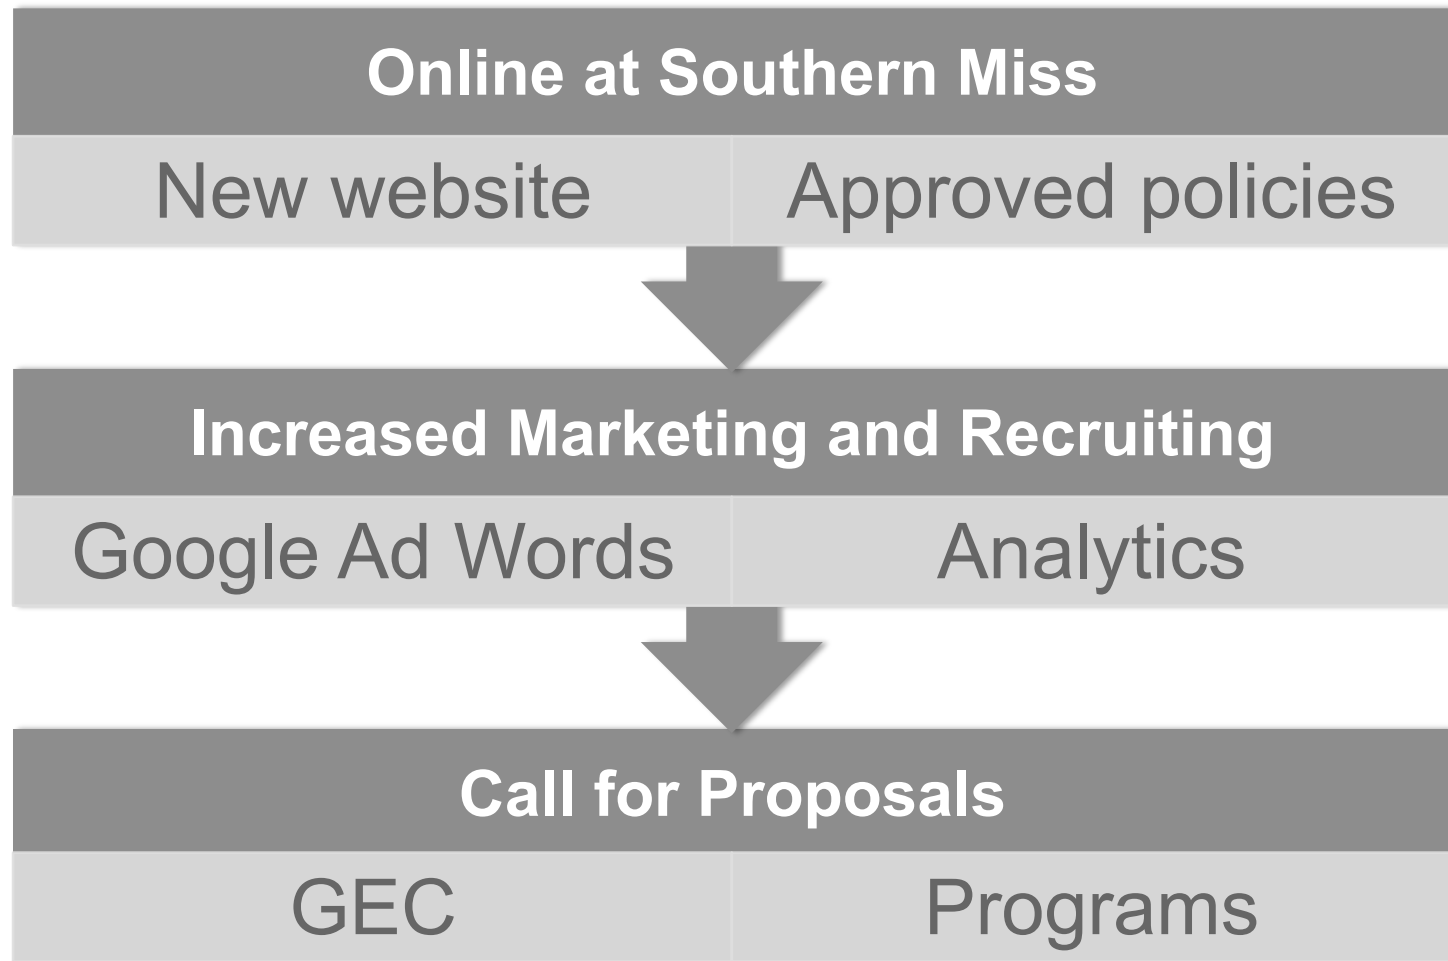 Online at Southern Miss
New website Approved policies
Increased Marketing and Recruiting
Google Ad Words Analytics
Call for Proposals
GEC Programs